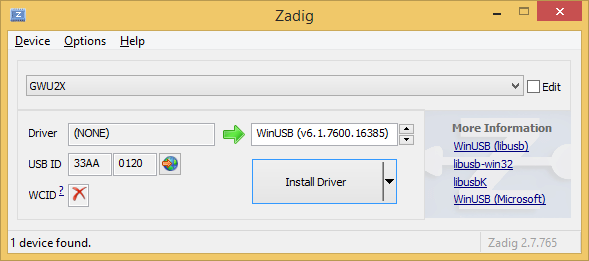 Zadig
Device Options Help
GWU2X
Edit
Driver (NONE) WinUSB (v6.1.7600.16385)
USB ID 33AA 0120
WCID ?
Install Driver
More Information
WinUSB (libusb)
libusb-win32
libusbK
WinUSB (Microsoft)
1 device found.
Zadig 2.7.765